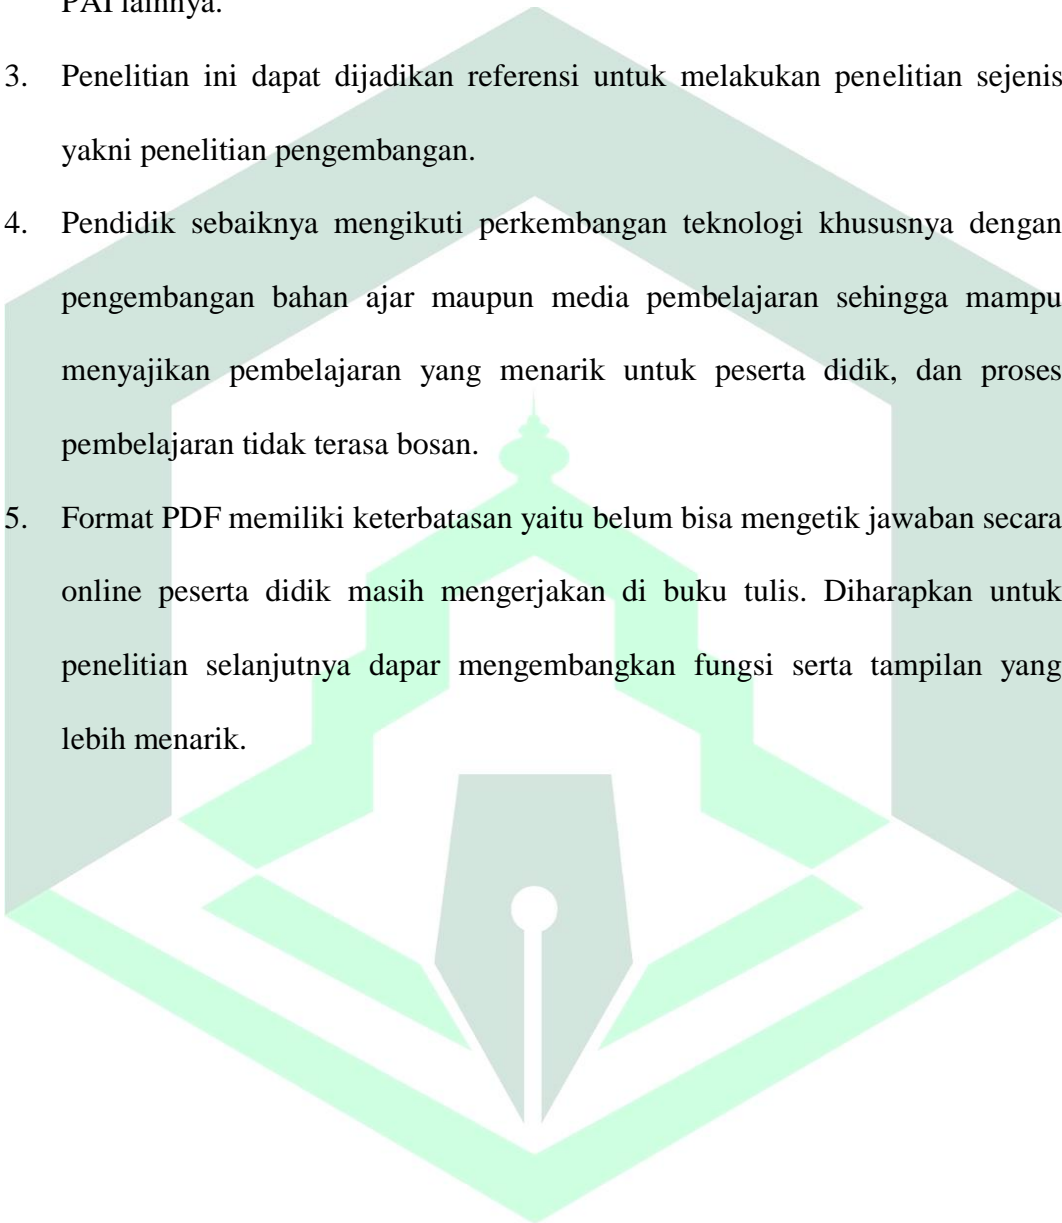 PAI lainnya.
3. Penelitian ini dapat dijadikan referensi untuk melakukan penelitian sejenis
yakni penelitian pengembangan.
4. Pendidik sebaiknya mengikuti perkembangan teknologi khususnya dengan
pengembangan bahan ajar maupun media pembelajaran sehingga mampu
menyajikan pembelajaran yang menarik untuk peserta didik, dan proses
pembelajaran tidak terasa bosan.
5. Format PDF memiliki keterbatasan yaitu belum bisa mengetik jawaban secara
online peserta didik masih mengerjakan di buku tulis. Diharapkan untuk
penelitian selanjutnya dapar mengembangkan fungsi serta tampilan yang
lebih menarik.